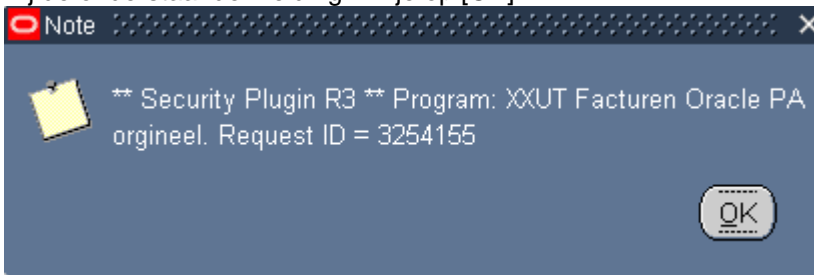 Note
** Security Plugin R3 ** Program: XXUT Facturen Oracle PA
orgineel. Request ID = 3254155
OK